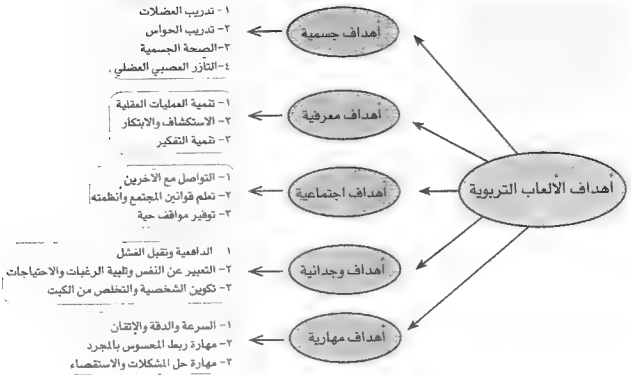 أهداف الألعاب التربوية
أهداف جسمية
١- تدريب العضلات
٢- تدريب الحواس
٣- الصحة الجسمية
٤- التآزر العصبي العضلي
أهداف معرفية
١- تنمية العمليات العقلية
٢- الاستكشاف والابتكار
٣- تنمية التفكير
أهداف اجتماعية
١- التواصل مع الآخرين
٢- تعلم قوانين المجتمع وأنظمته
٣- توفير مواقف حية
أهداف وجدانية
١ الدافعية وتقبل الفشل
٢- التعبير عن النفس وتلبية الرغبات والاحتياجات
٣- تكوين الشخصية والتخلص من الكبت
أهداف مهارية
١- السرعة والدقة والإتقان
٢- مهارة ربط المحسوس بالمجرد
٣- مهارة حل المشكلات والاستقصاء